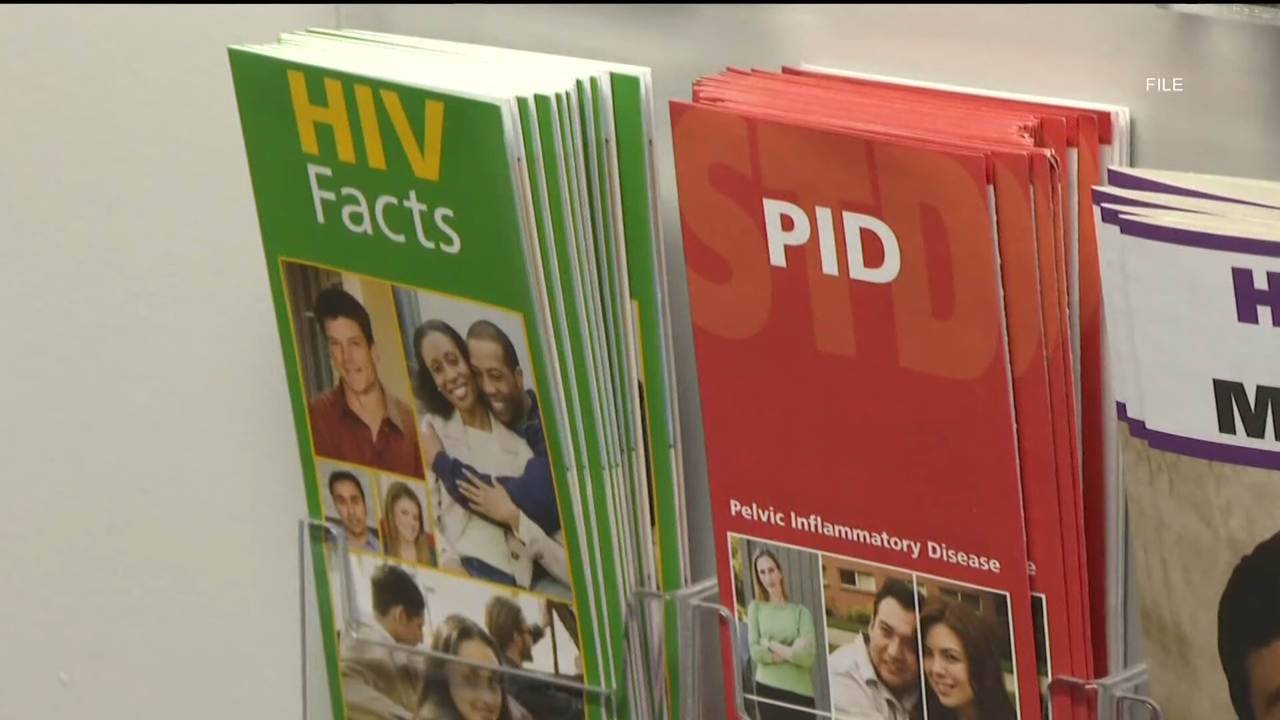 FILE
HIV
Facts
STD
PID
Pelvic Inflammatory Disease
e
H
M